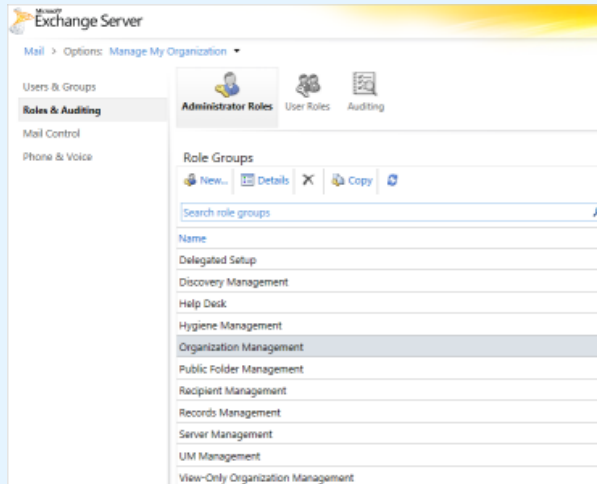 Microsoft
Exchange Server
Mail > Options: Manage My Organization
Users & Groups
Roles & Auditing
Mail Control
Phone & Voice
Administrator Roles User Roles Auditing
Role Groups
New... Details Copy
Search role groups
Name
Delegated Setup
Discovery Management
Help Desk
Hygiene Management
Organization Management
Public Folder Management
Recipient Management
Records Management
Server Management
UM Management
View-Only Organization Management